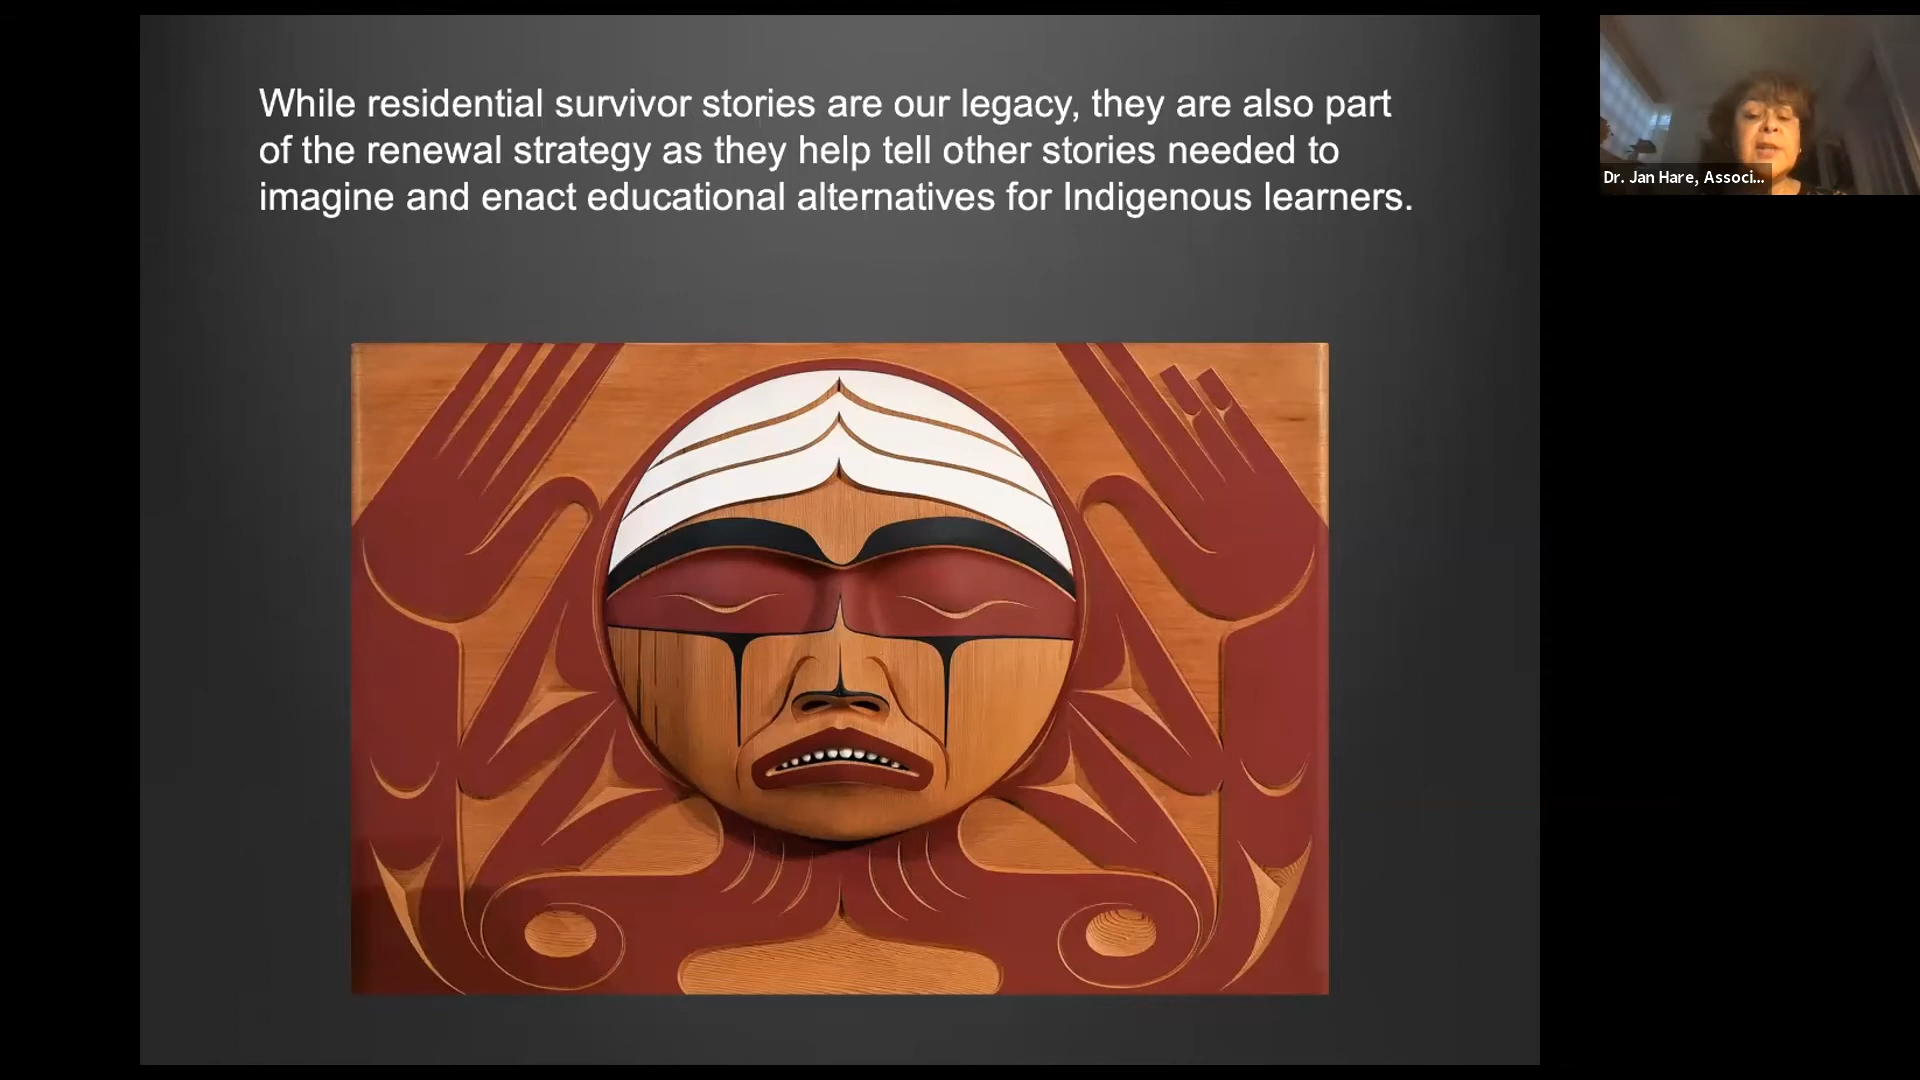 While residential survivor stories are our legacy, they are also part
of the renewal strategy as they help tell other stories needed to
imagine and enact educational alternatives for Indigenous learners.
Dr. Jan Hare, Associ...